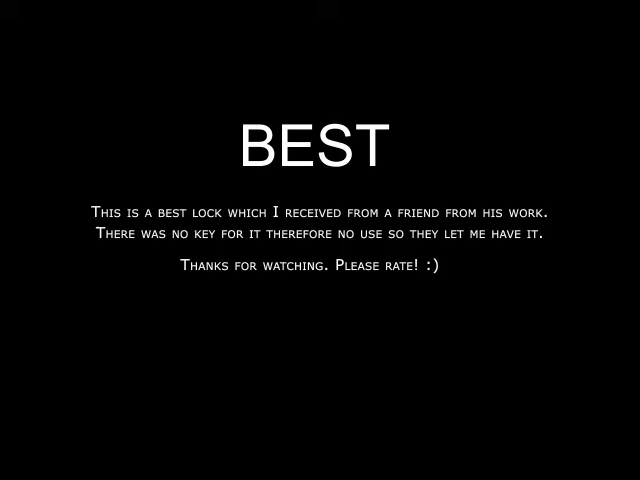 BEST
This is a best lock which I received from a friend from his work.
There was no key for it therefore no use so they let me have it.
Thanks for watching. Please rate! :)